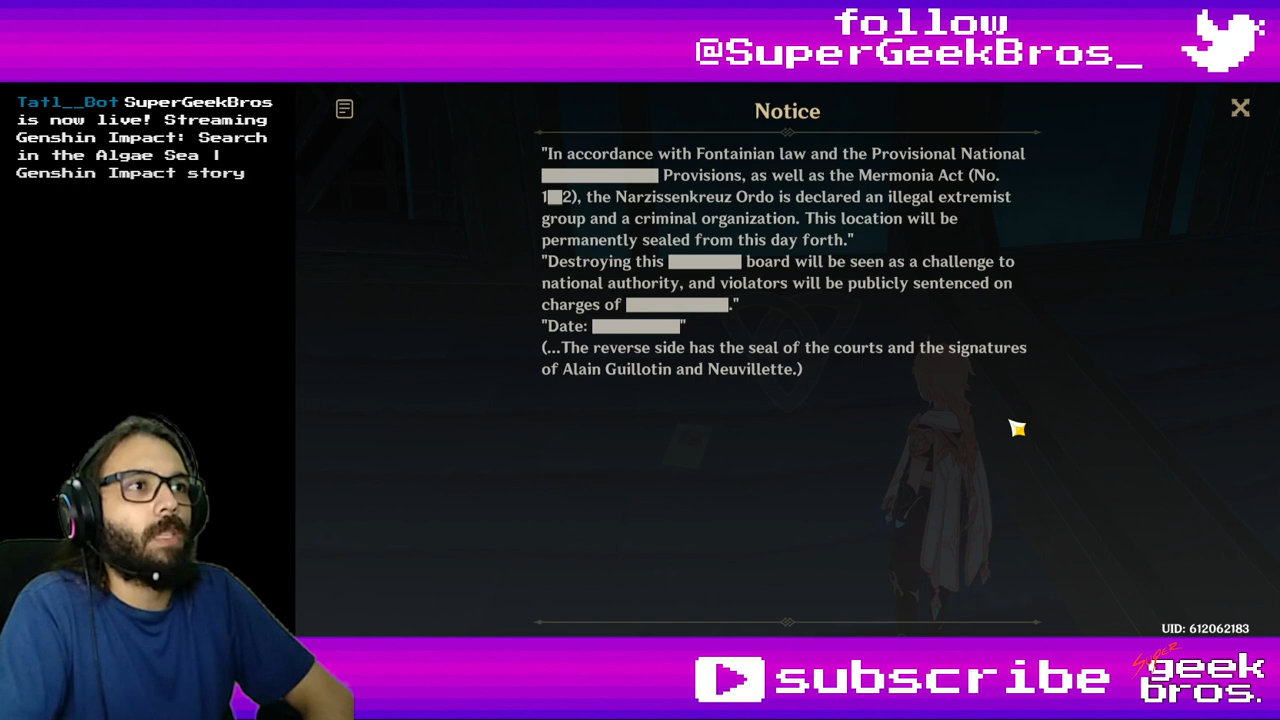 follow
@SuperGeekBros_
Tatl__Bot SuperGeekBros
is now live! Streaming
Genshin Impact: Search
in the Algae Sea |
Genshin Impact story
Notice
"In accordance with Fontainian law and the Provisional National
Provisions, as well as the Mermonia Act (No.
1 2), the Narzissenkreuz Ordo is declared an illegal extremist
group and a criminal organization. This location will be
permanently sealed from this day forth."
"Destroying this board will be seen as a challenge to
national authority, and violators will be publicly sentenced on
charges of ."
"Date: "
(...The reverse side has the seal of the courts and the signatures
of Alain Guillotin and Neuvillette.)
UID: 612062183
subscribe
SUPER
geek
bros.